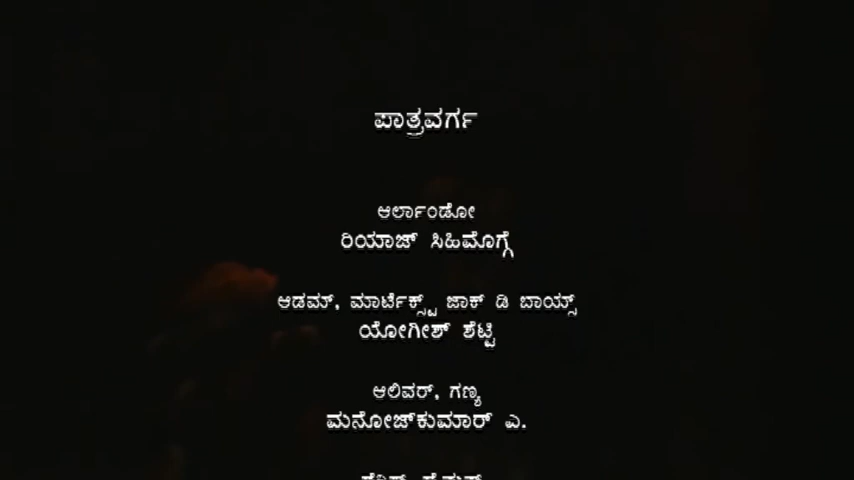 ಪಾತ್ರವರ್ಗ
ಆರ್ಲಾಂಡೋ
ರಿಯಾಜ್ ಸಿಹಿಮೊಗ್ಗೆ
ಆಡಮ್, ಮಾರ್ಟೆಕ್ಸ್ಟ್ ಜಾಕ್ ಡಿ ಬಾಯ್ಸ್
ಯೋಗೀಶ್ ಶೆಟ್ಟಿ
ಆಲಿವರ್, ಗಣ್ಯ
ಮನೋಜ್‌ಕುಮಾರ್ ಎ.